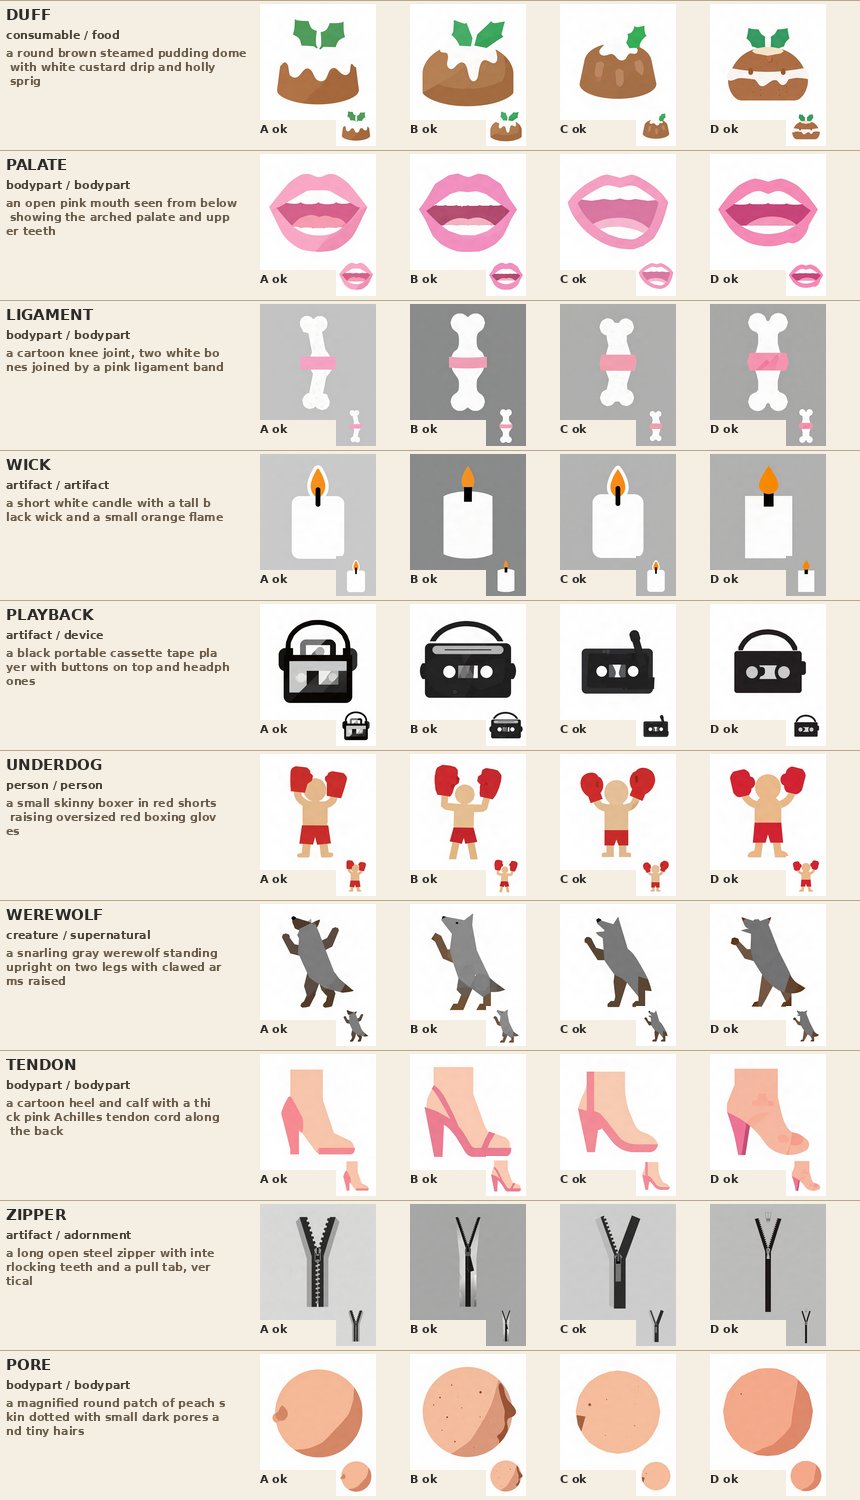 DUFF
consumable / food
a round brown steamed pudding dome
with white custard drip and holly
sprig
A ok
B ok
C ok
D ok
PALATE
bodypart / bodypart
an open pink mouth seen from below
showing the arched palate and upp
er teeth
A ok
B ok
C ok
D ok
LIGAMENT
bodypart / bodypart
a cartoon knee joint, two white bo
nes joined by a pink ligament band
A ok
B ok
C ok
D ok
WICK
artifact / artifact
a short white candle with a tall b
lack wick and a small orange flame
A ok
B ok
C ok
D ok
PLAYBACK
artifact / device
a black portable cassette tape pla
yer with buttons on top and headph
ones
A ok
B ok
C ok
D ok
UNDERDOG
person / person
a small skinny boxer in red shorts
raising oversized red boxing glov
es
A ok
B ok
C ok
D ok
WEREWOLF
creature / supernatural
a snarling gray werewolf standing
upright on two legs with clawed ar
ms raised
A ok
B ok
C ok
D ok
TENDON
bodypart / bodypart
a cartoon heel and calf with a thi
ck pink Achilles tendon cord along
the back
A ok
B ok
C ok
D ok
ZIPPER
artifact / adornment
a long open steel zipper with inte
rlocking teeth and a pull tab, ver
tical
A ok
B ok
C ok
D ok
PORE
bodypart / bodypart
a magnified round patch of peach s
kin dotted with small dark pores a
nd tiny hairs
A ok
B ok
C ok
D ok